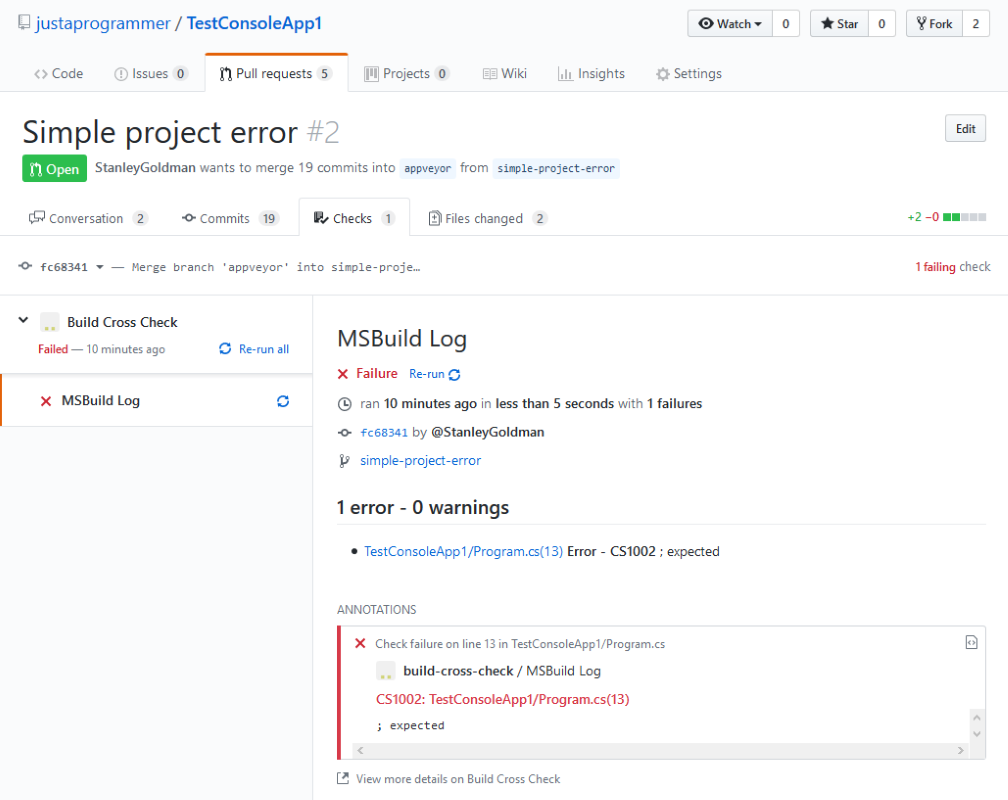 justaprogrammer / TestConsoleApp1
Watch 0 Star 0 Fork 2
Code Issues 0 Pull requests 5 Projects 0 Wiki Insights Settings
Simple project error #2
Edit
Open StanleyGoldman wants to merge 19 commits into appveyor from simple-project-error
Conversation 2 Commits 19 Checks 1 Files changed 2 +2 −0
fc68341 — Merge branch 'appveyor' into simple-proje… 1 failing check
Build Cross Check
Failed — 10 minutes ago Re-run all
MSBuild Log
MSBuild Log
Failure Re-run
ran 10 minutes ago in less than 5 seconds with 1 failures
fc68341 by @StanleyGoldman
simple-project-error
1 error - 0 warnings
• TestConsoleApp1/Program.cs(13) Error - CS1002 ; expected
ANNOTATIONS
Check failure on line 13 in TestConsoleApp1/Program.cs
build-cross-check / MSBuild Log
CS1002: TestConsoleApp1/Program.cs(13)
; expected
View more details on Build Cross Check